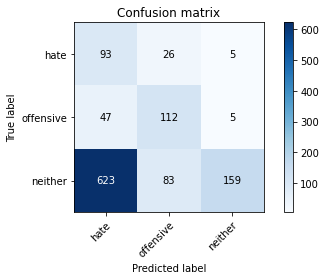 Confusion matrix
hate 93 26 5 600
500
offensive 47 112 5 400
300
neither 623 83 159 200
100
hate offensive neither
True label
Predicted label